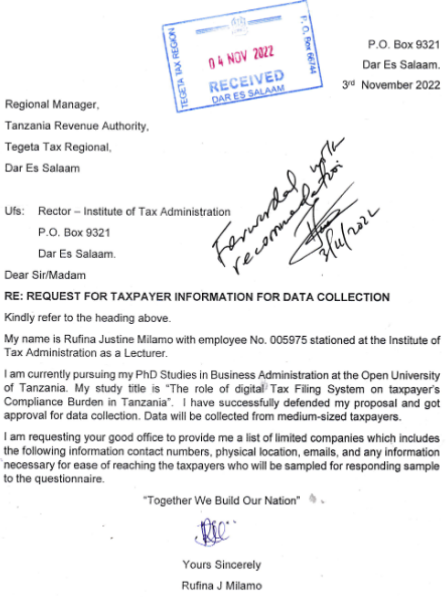 TEGETA TAX REGION
04 NOV 2022
RECEIVED
DAR ES SALAAM
P. O. Box 66744
P.O. Box 9321
Dar Es Salaam.
3rd November 2022
Regional Manager,
Tanzania Revenue Authority,
Tegeta Tax Regional,
Dar Es Salaam
Forwarded with
recommendation
3/11/2022
Ufs: Rector – Institute of Tax Administration
P.O. Box 9321
Dar Es Salaam.
Dear Sir/Madam
RE: REQUEST FOR TAXPAYER INFORMATION FOR DATA COLLECTION
Kindly refer to the heading above.
My name is Rufina Justine Milamo with employee No. 005975 stationed at the Institute of
Tax Administration as a Lecturer.
I am currently pursuing my PhD Studies in Business Administration at the Open University
of Tanzania. My study title is “The role of digital Tax Filing System on taxpayer's
Compliance Burden in Tanzania”. I have successfully defended my proposal and got
approval for data collection. Data will be collected from medium-sized taxpayers.
I am requesting your good office to provide me a list of limited companies which includes
the following information contact numbers, physical location, emails, and any information
necessary for ease of reaching the taxpayers who will be sampled for responding sample
to the questionnaire.
“Together We Build Our Nation”
Yours Sincerely
Rufina J Milamo